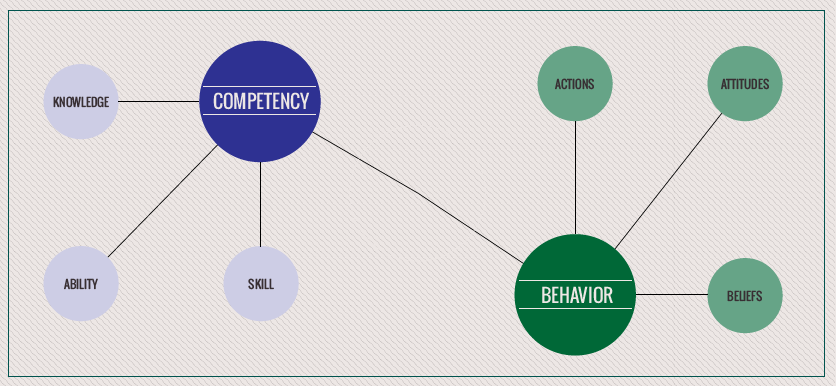 KNOWLEDGE
COMPETENCY
ABILITY
SKILL
ACTIONS
ATTITUDES
BEHAVIOR
BELIEFS